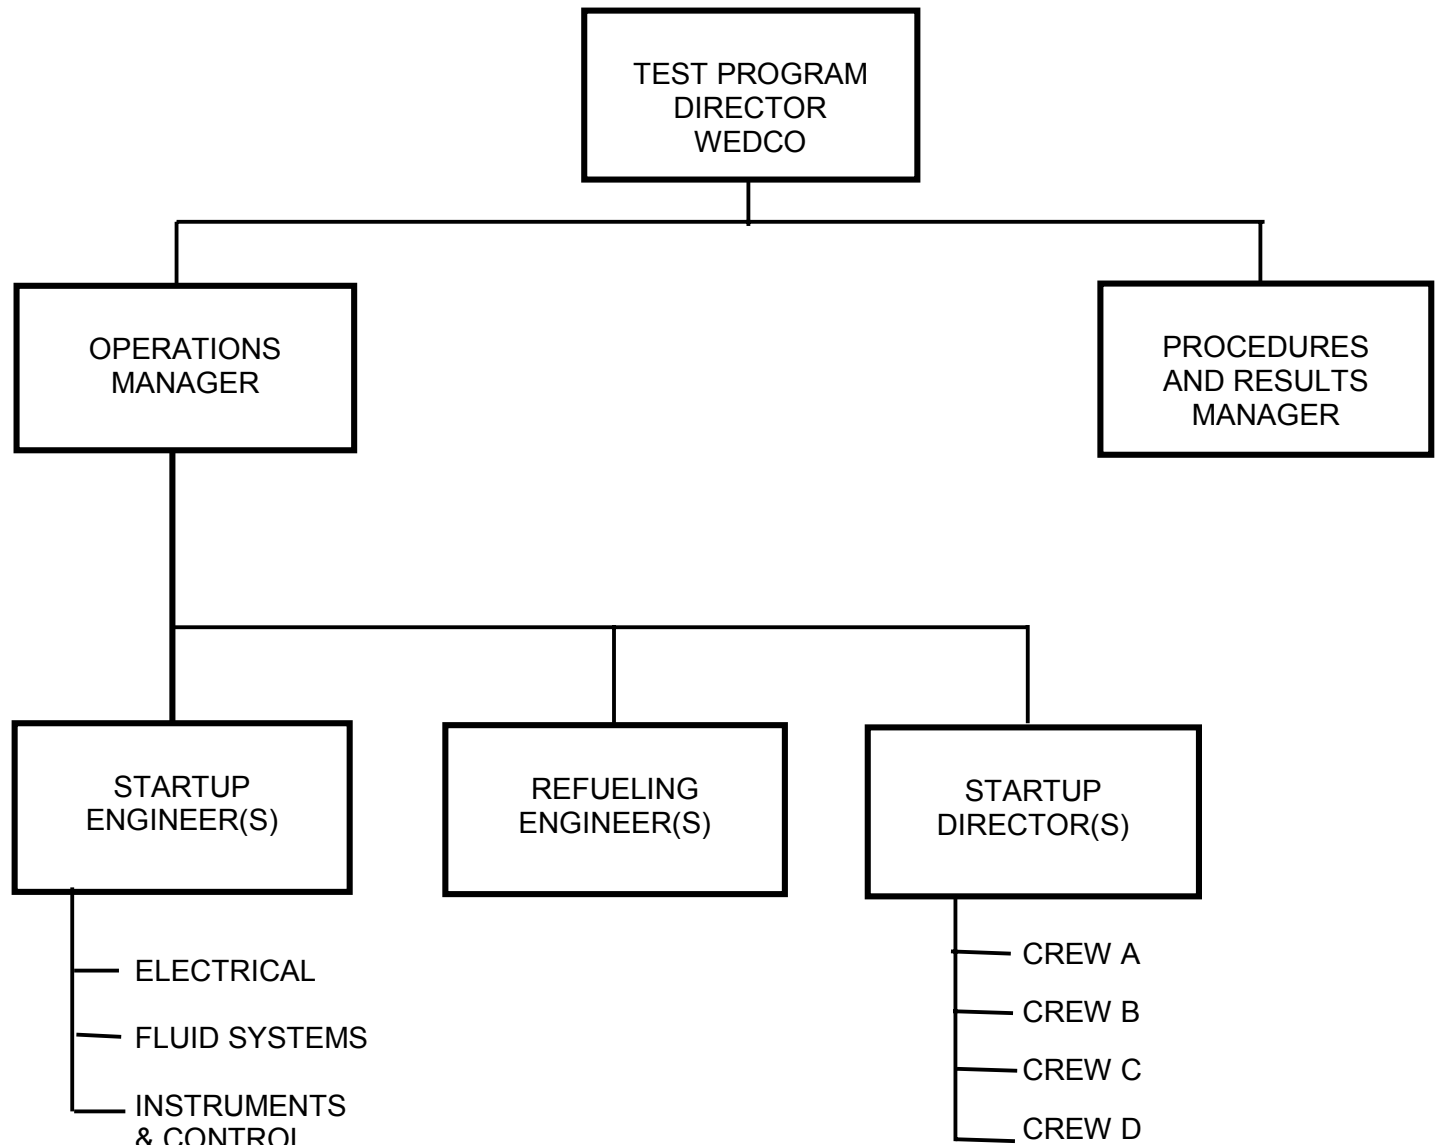 TEST PROGRAM
DIRECTOR
WEDCO
OPERATIONS
MANAGER
PROCEDURES
AND RESULTS
MANAGER
STARTUP
ENGINEER(S)
REFUELING
ENGINEER(S)
STARTUP
DIRECTOR(S)
ELECTRICAL
FLUID SYSTEMS
INSTRUMENTS
& CONTROL
CREW A
CREW B
CREW C
CREW D